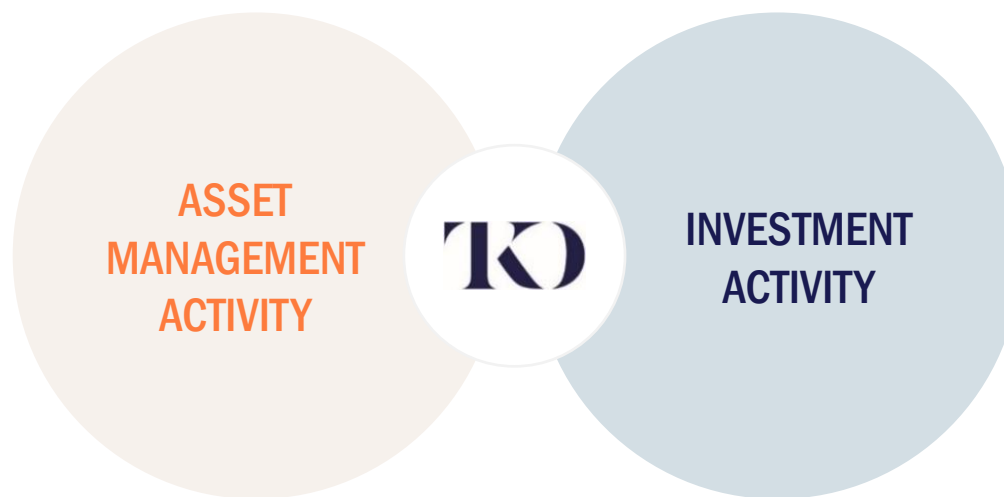 ASSET
MANAGEMENT
ACTIVITY
TKO
INVESTMENT
ACTIVITY